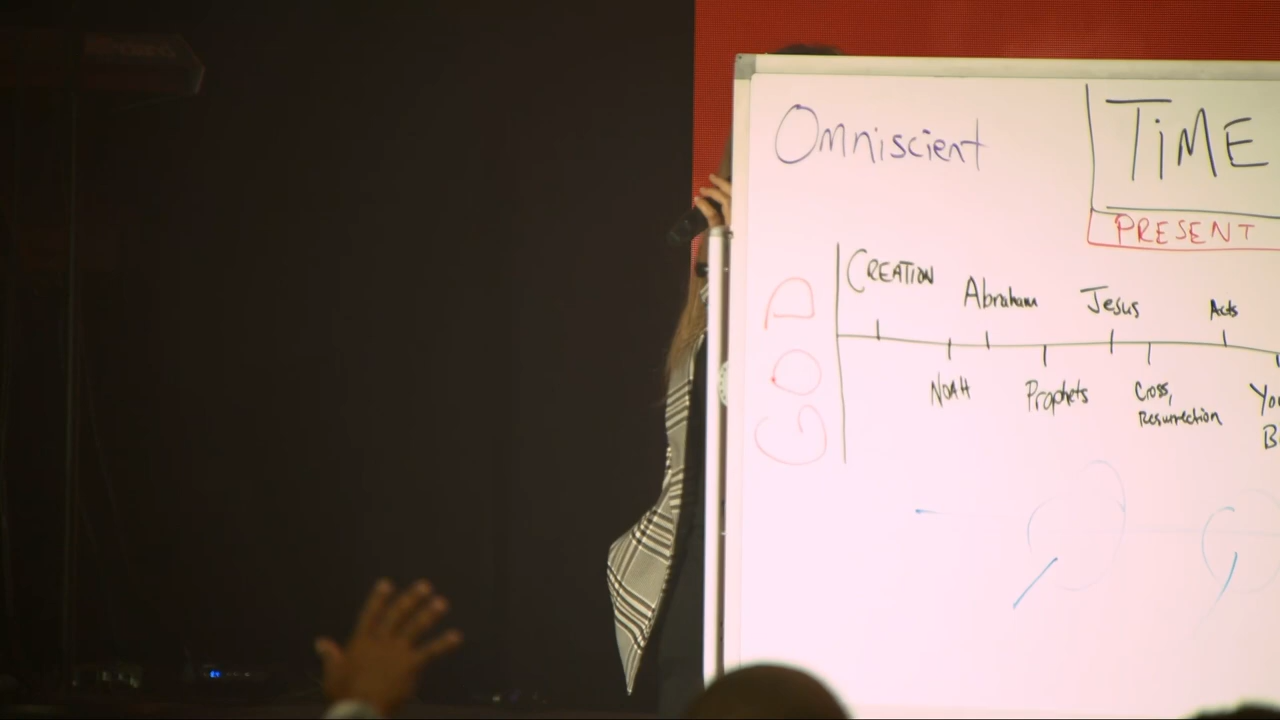 Omniscient
TiME
PRESENT
GOD
CREATION
Abraham
Jesus
Acts
NOAH
Prophets
Cross,
Resurrection